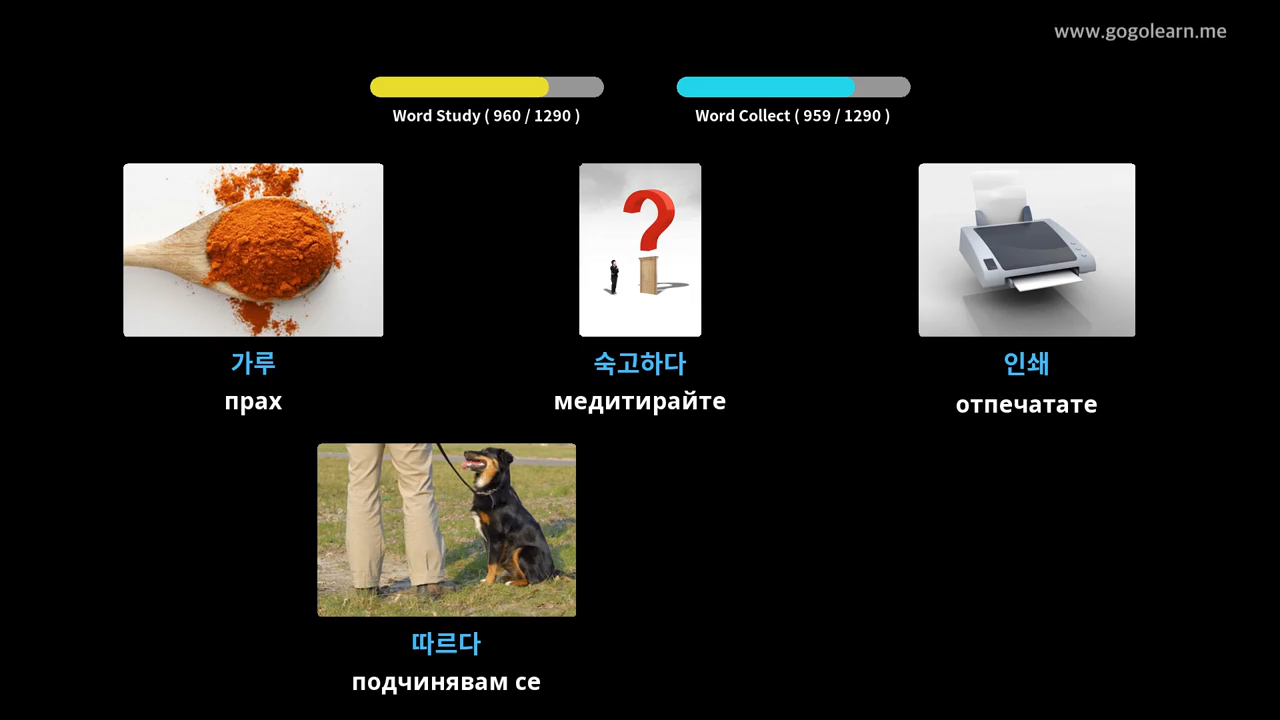 www.gogolearn.me
Word Study ( 960 / 1290 )
Word Collect ( 959 / 1290 )
가루
прах
숙고하다
медитирайте
인쇄
отпечатате
따르다
подчинявам се